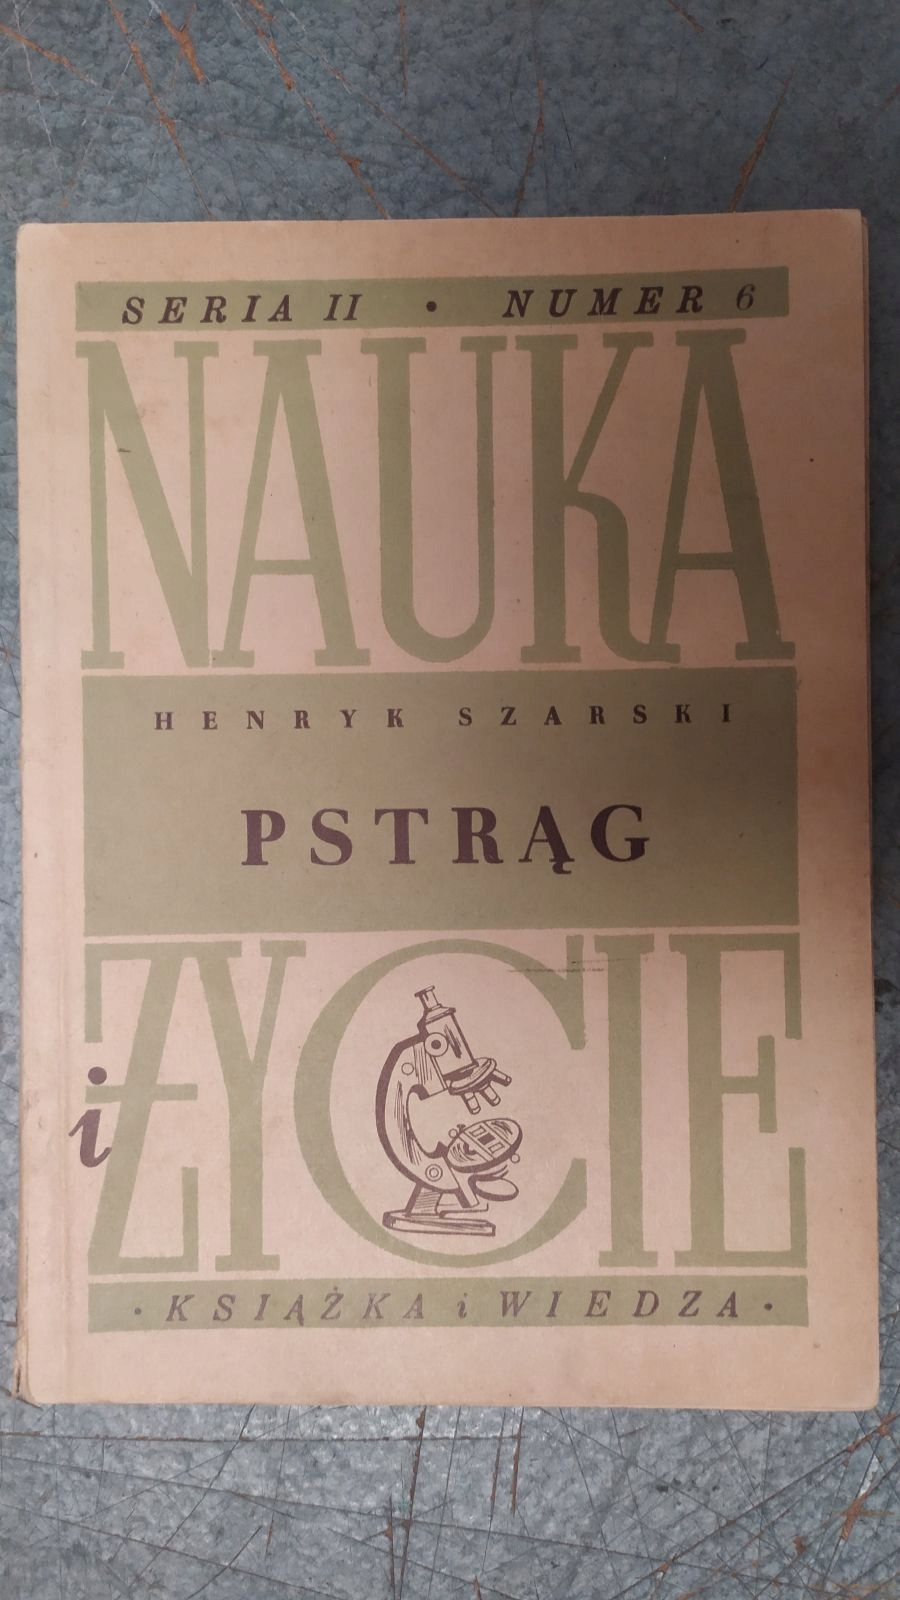 SERIA II • NUMER 6
NAUKA
HENRYK SZARSKI
PSTRĄG
i ŻYCIE
• KSIĄŻKA i WIEDZA •